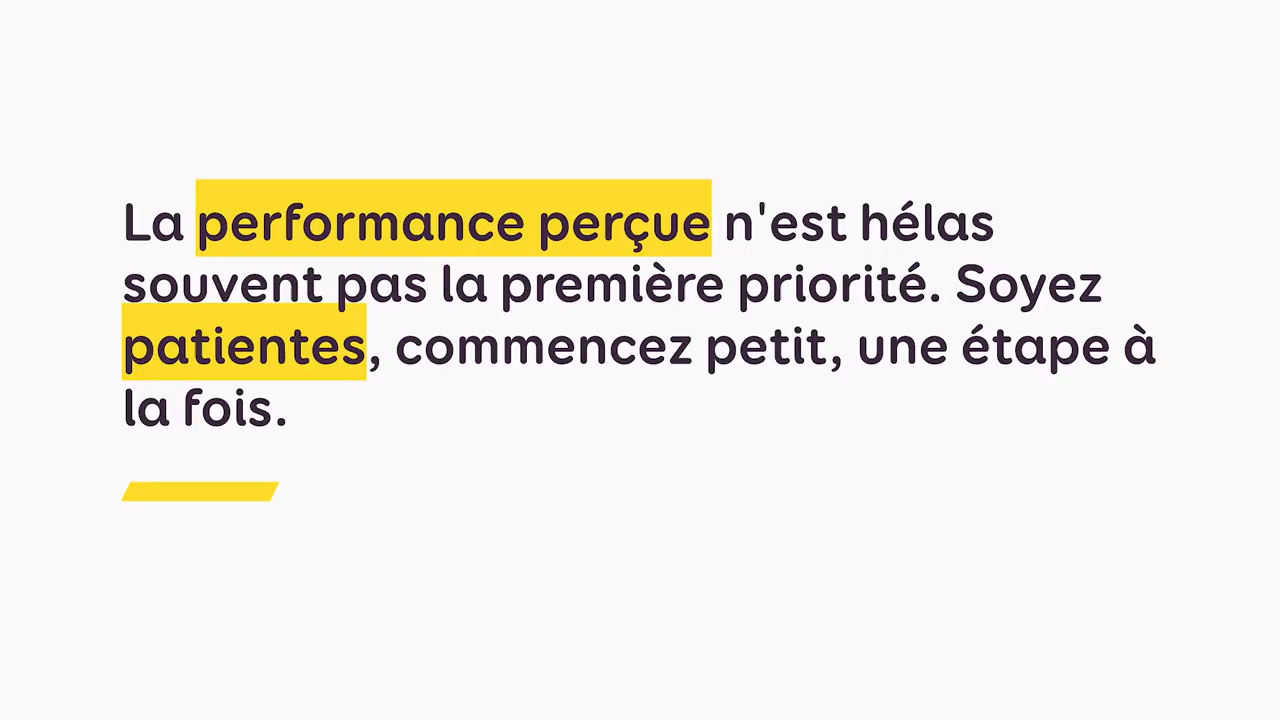 La performance perçue n'est hélas
souvent pas la première priorité. Soyez
patientes, commencez petit, une étape à
la fois.